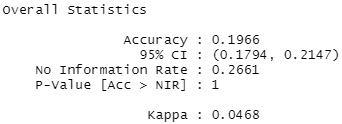 Overall Statistics
Accuracy : 0.1966
95% CI : (0.1794, 0.2147)
No Information Rate : 0.2661
P-Value [Acc > NIR] : 1
Kappa : 0.0468